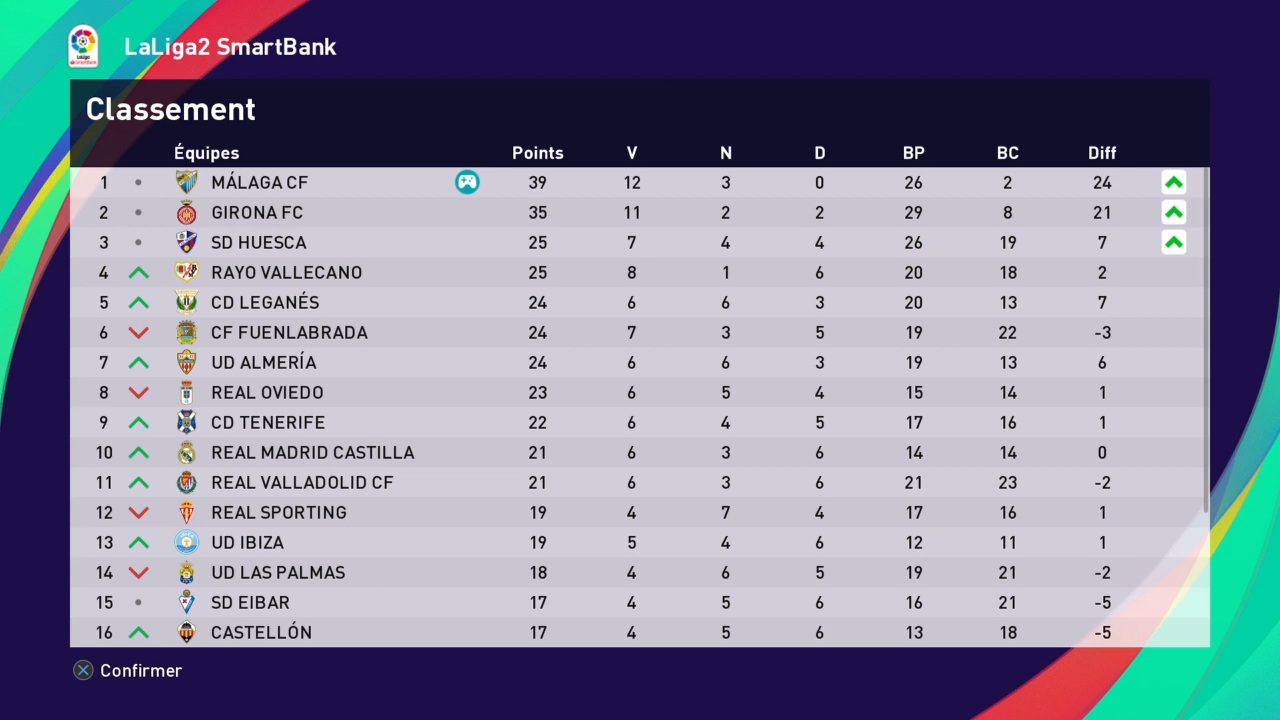 LaLiga2 SmartBank
Classement
Équipes Points V N D BP BC Diff
1 MÁLAGA CF 39 12 3 0 26 2 24
2 GIRONA FC 35 11 2 2 29 8 21
3 SD HUESCA 25 7 4 4 26 19 7
4 RAYO VALLECANO 25 8 1 6 20 18 2
5 CD LEGANÉS 24 6 6 3 20 13 7
6 CF FUENLABRADA 24 7 3 5 19 22 -3
7 UD ALMERÍA 24 6 6 3 19 13 6
8 REAL OVIEDO 23 6 5 4 15 14 1
9 CD TENERIFE 22 6 4 5 17 16 1
10 REAL MADRID CASTILLA 21 6 3 6 14 14 0
11 REAL VALLADOLID CF 21 6 3 6 21 23 -2
12 REAL SPORTING 19 4 7 4 17 16 1
13 UD IBIZA 19 5 4 6 12 11 1
14 UD LAS PALMAS 18 4 6 5 19 21 -2
15 SD EIBAR 17 4 5 6 16 21 -5
16 CASTELLÓN 17 4 5 6 13 18 -5
Confirmer